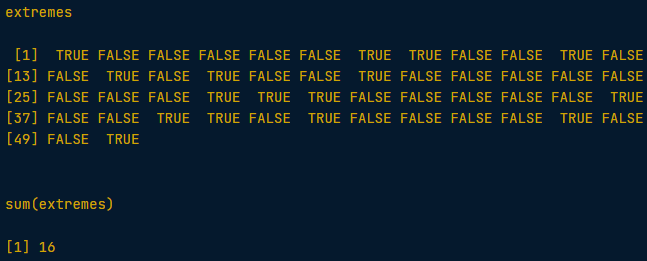 extremes
[1]  TRUE FALSE FALSE FALSE FALSE FALSE  TRUE  TRUE FALSE FALSE  TRUE FALSE
[13] FALSE  TRUE FALSE  TRUE FALSE FALSE  TRUE FALSE FALSE FALSE FALSE FALSE
[25] FALSE FALSE FALSE  TRUE  TRUE  TRUE FALSE FALSE FALSE FALSE FALSE  TRUE
[37] FALSE FALSE  TRUE  TRUE FALSE  TRUE FALSE FALSE FALSE FALSE  TRUE FALSE
[49] FALSE  TRUE
sum(extremes)
[1] 16